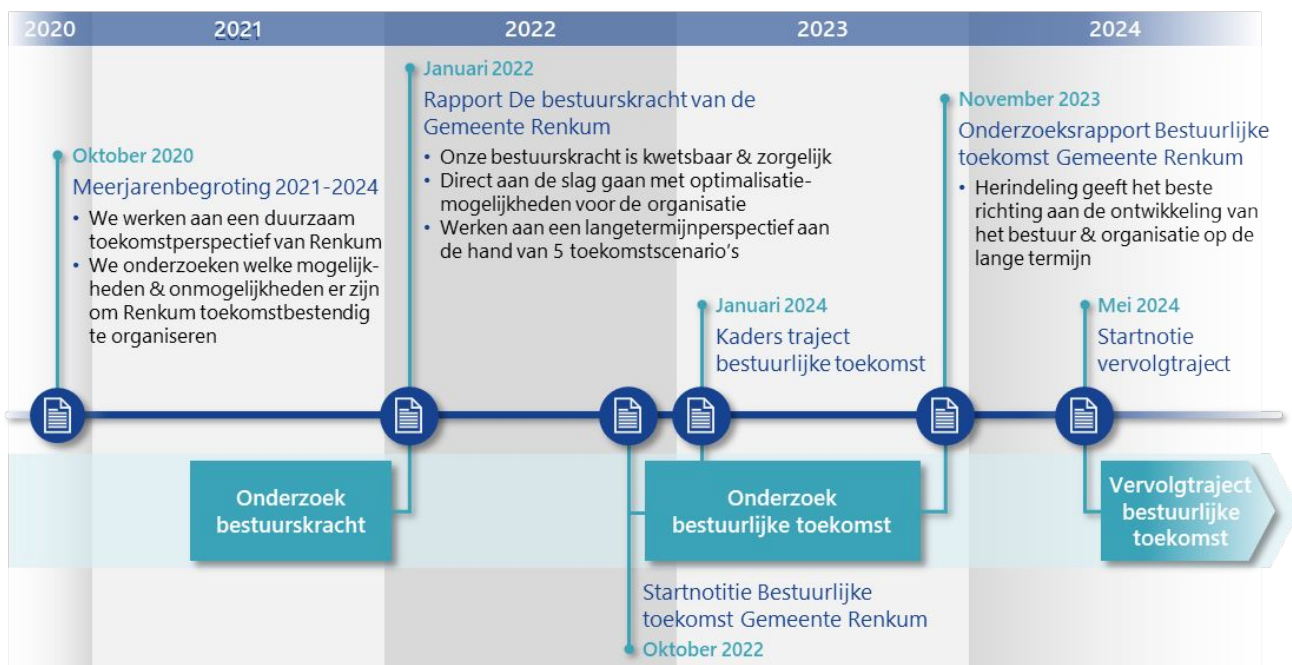 2020
2021
2022
2023
2024
Oktober 2020
Meerjarenbegroting 2021-2024
• We werken aan een duurzaam
toekomstperspectief van Renkum
• We onderzoeken welke mogelijk-
heden & onmogelijkheden er zijn
om Renkum toekomstbestendig
te organiseren
Januari 2022
Rapport De bestuurskracht van de
Gemeente Renkum
• Onze bestuurskracht is kwetsbaar & zorgelijk
• Direct aan de slag gaan met optimalisatie-
mogelijkheden voor de organisatie
• Werken aan een langetermijnperspectief aan
de hand van 5 toekomstscenario's
Januari 2024
Kaders traject
bestuurlijke toekomst
November 2023
Onderzoeksrapport Bestuurlijke
toekomst Gemeente Renkum
• Herindeling geeft het beste
richting aan de ontwikkeling van
het bestuur & organisatie op de
lange termijn
Mei 2024
Startnotie
vervolgtraject
Onderzoek
bestuurskracht
Onderzoek
bestuurlijke toekomst
Vervolgtraject
bestuurlijke
toekomst
Startnotitie Bestuurlijke
toekomst Gemeente Renkum
Oktober 2022